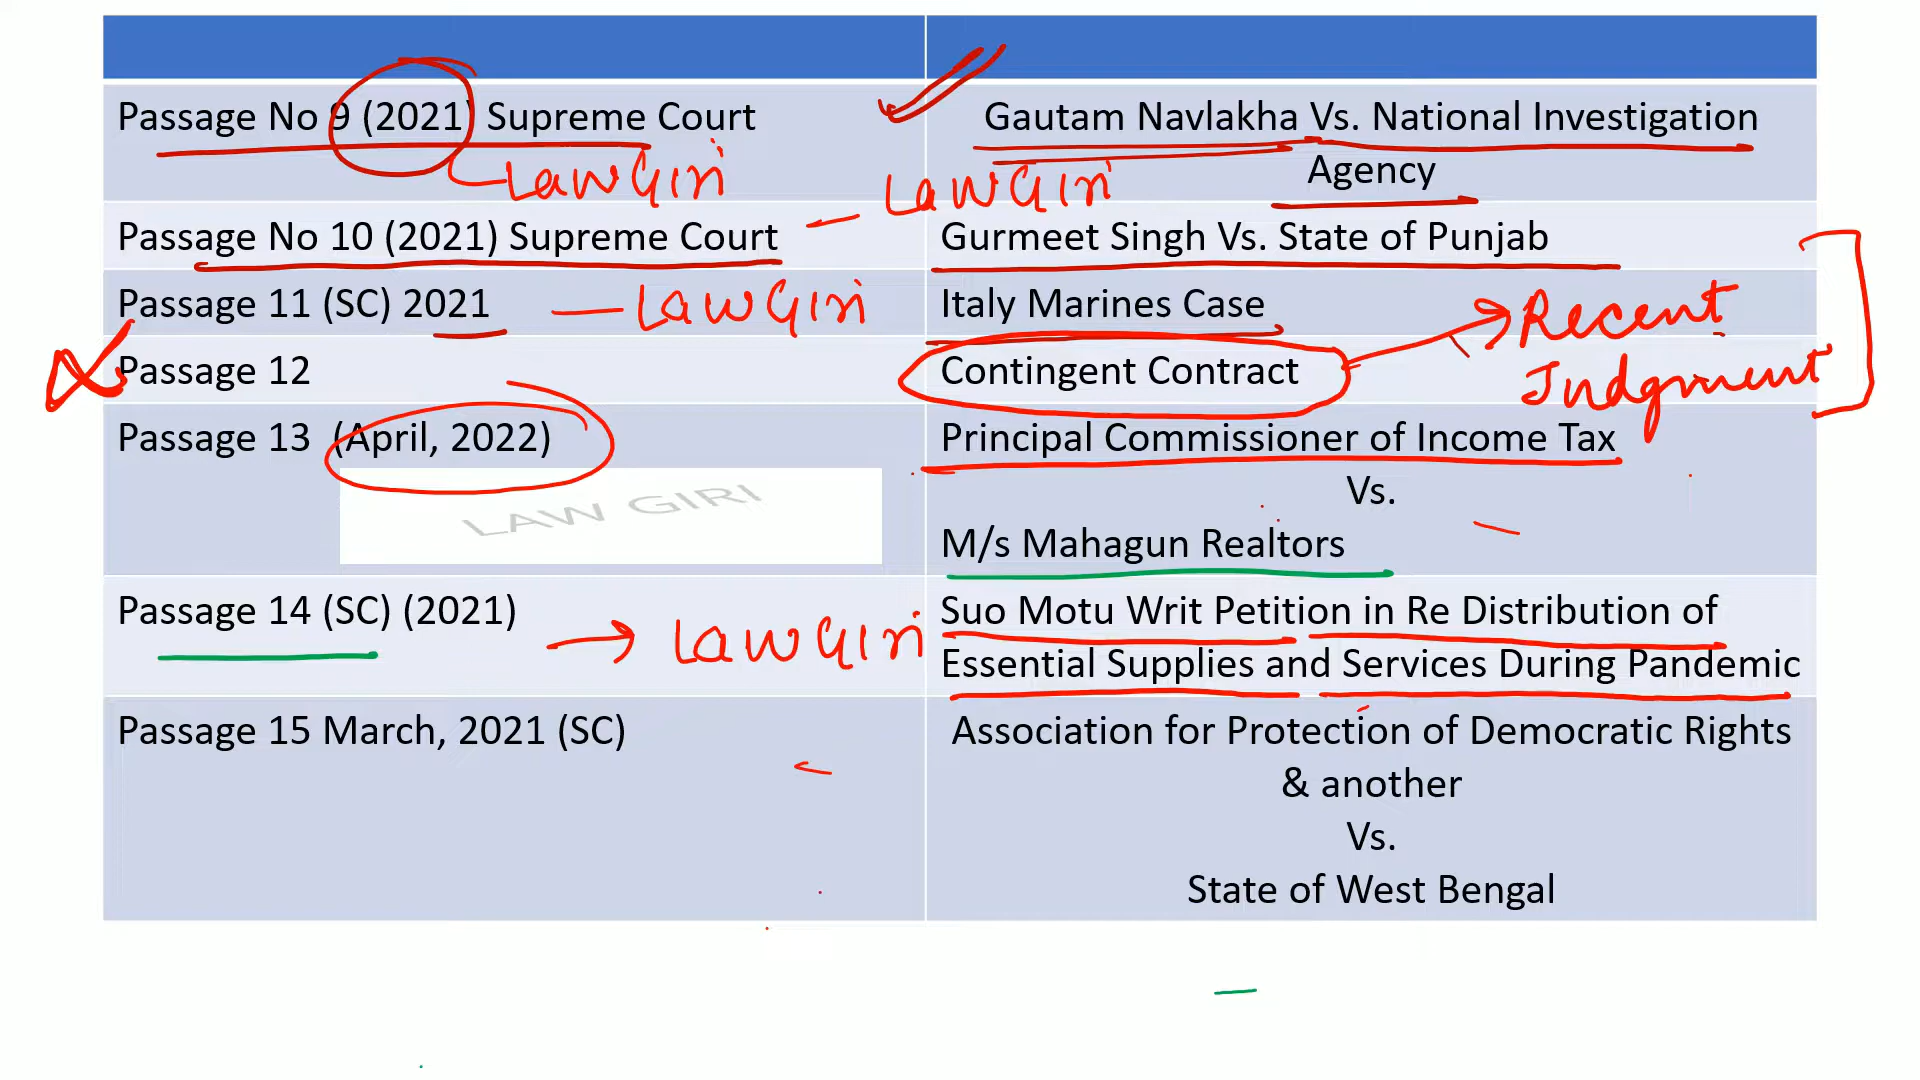 Passage No 9 (2021) Supreme Court
Gautam Navlakha Vs. National Investigation
Agency
LawGiri
LawGiri
Passage No 10 (2021) Supreme Court
Gurmeet Singh Vs. State of Punjab
Passage 11 (SC) 2021
LawGiri
Italy Marines Case
Recent
Judgment
Passage 12
Contingent Contract
Passage 13 (April, 2022)
LAW GIRI
Principal Commissioner of Income Tax
Vs.
M/s Mahagun Realtors
Passage 14 (SC) (2021)
LawGiri
Suo Motu Writ Petition in Re Distribution of
Essential Supplies and Services During Pandemic
Passage 15 March, 2021 (SC)
Association for Protection of Democratic Rights
& another
Vs.
State of West Bengal